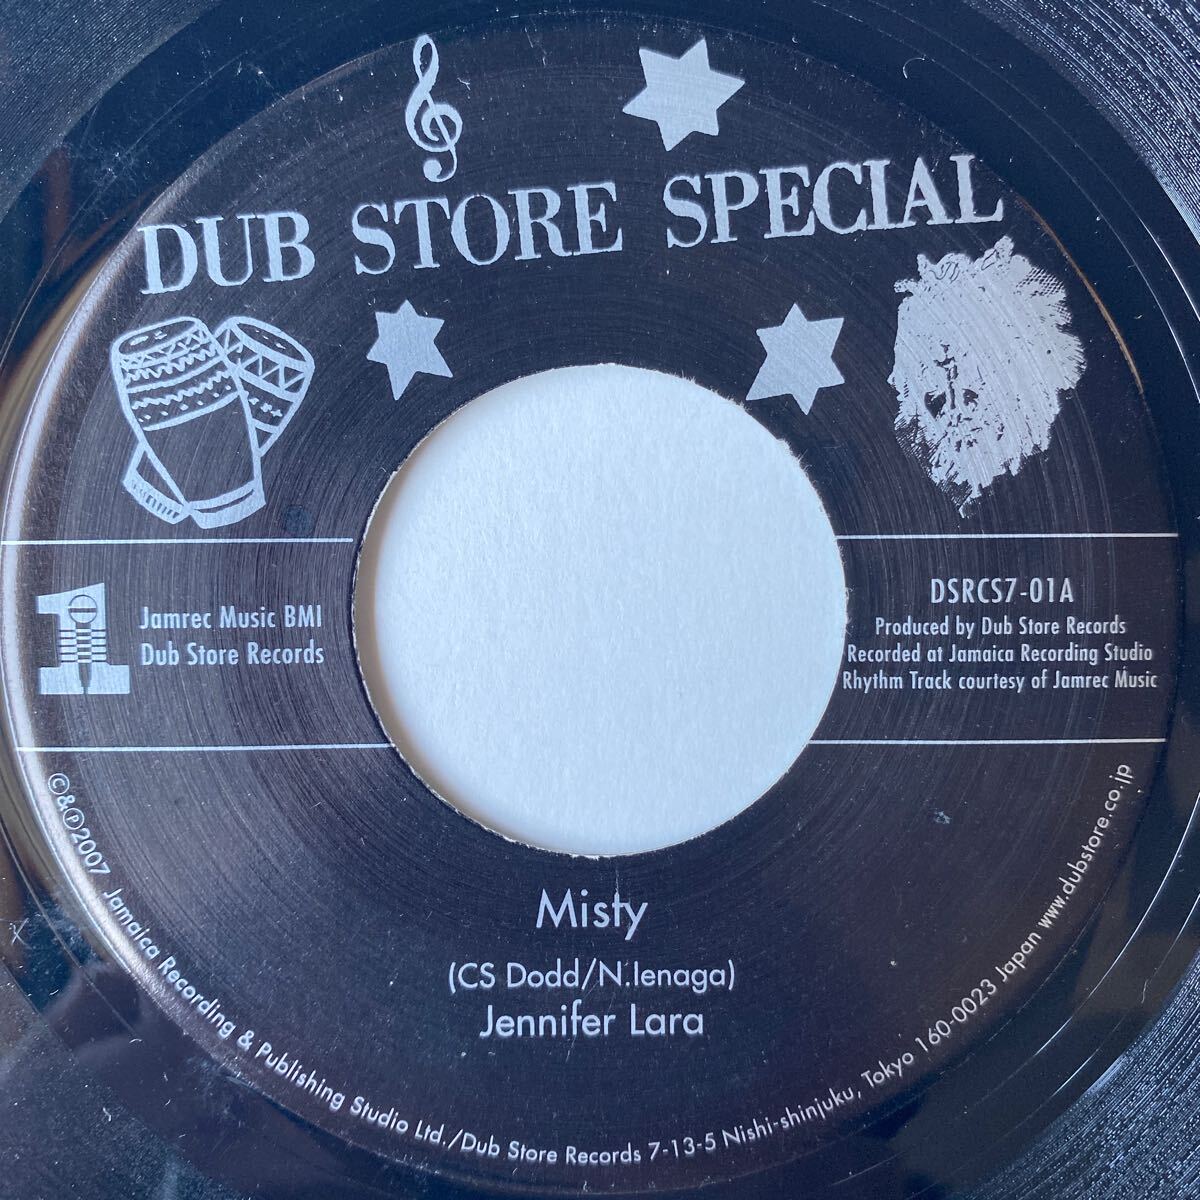 DUB STORE SPECIAL
1
Jamrec Music BMI
Dub Store Records
DSRCS7-01A
Produced by Dub Store Records
Recorded at Jamaica Recording Studio
Rhythm Track courtesy of Jamrec Music
Misty
(CS Dodd/N.Ienaga)
Jennifer Lara
©&℗2007 Jamaica Recording & Publishing Studio Ltd./Dub Store Records 7-13-5 Nishi-shinjuku, Tokyo 160-0023 Japan www.dubstore.co.jp